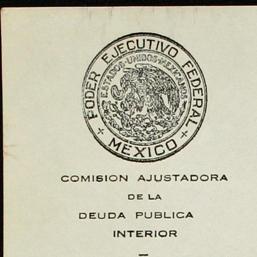 PODER EJECUTIVO FEDERAL
ESTADOS UNIDOS MEXICANOS
MEXICO
COMISION AJUSTADORA
DE LA
DEUDA PUBLICA
INTERIOR